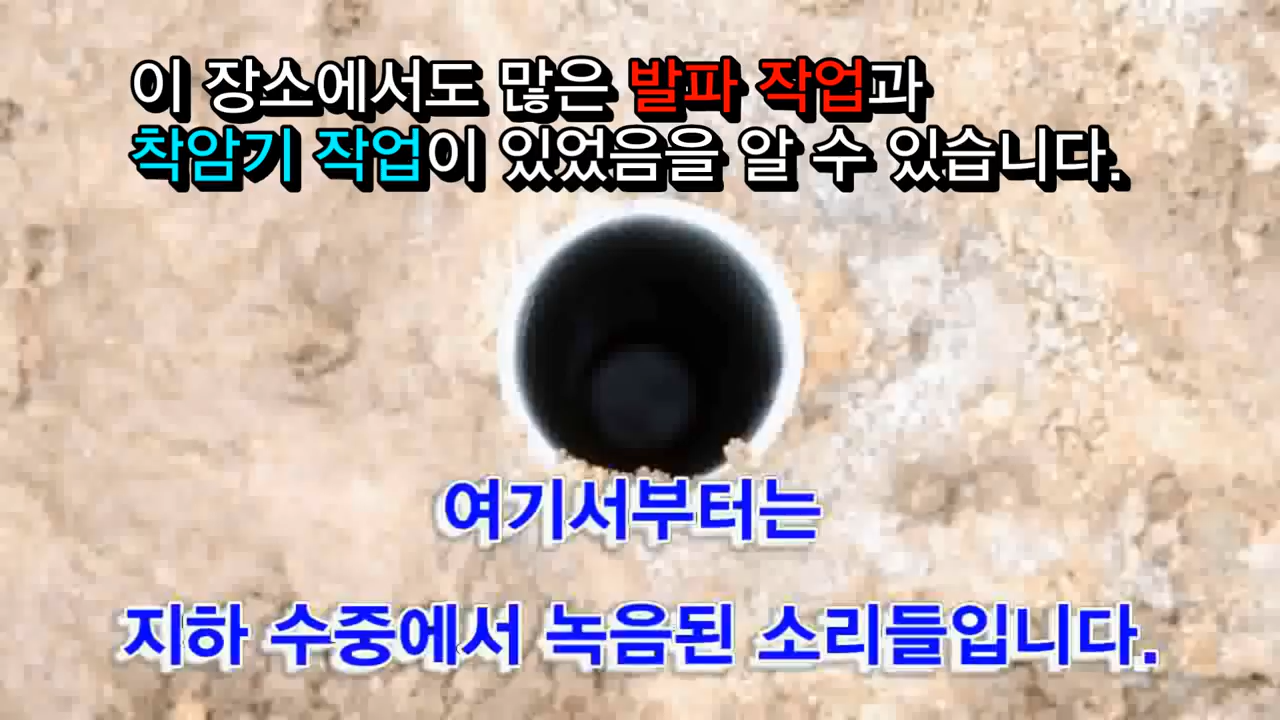 이 장소에서도 많은 발파 작업과
착암기 작업이 있었음을 알 수 있습니다.
여기서부터는
지하 수중에서 녹음된 소리들입니다.